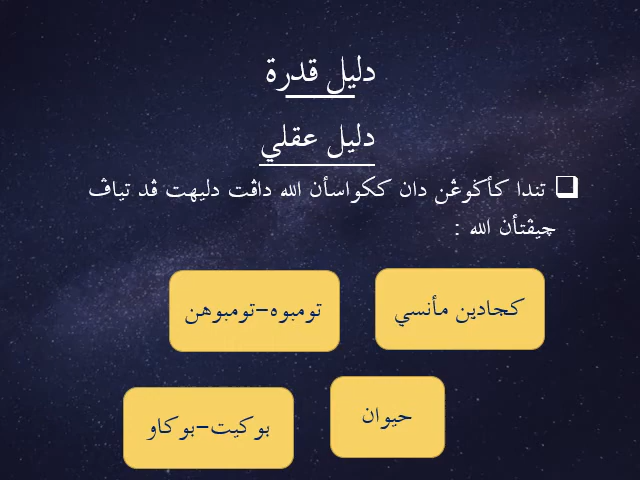 دليل قدرة
دليل عقلي
تندا كأݢوڠن دان ككواسأن الله داڤت دليهت ڤد تياڤ
چيڤتأن الله :
كجادين مأنسي
تومبوه-تومبوهن
حيوان
بوكيت-بوكاو